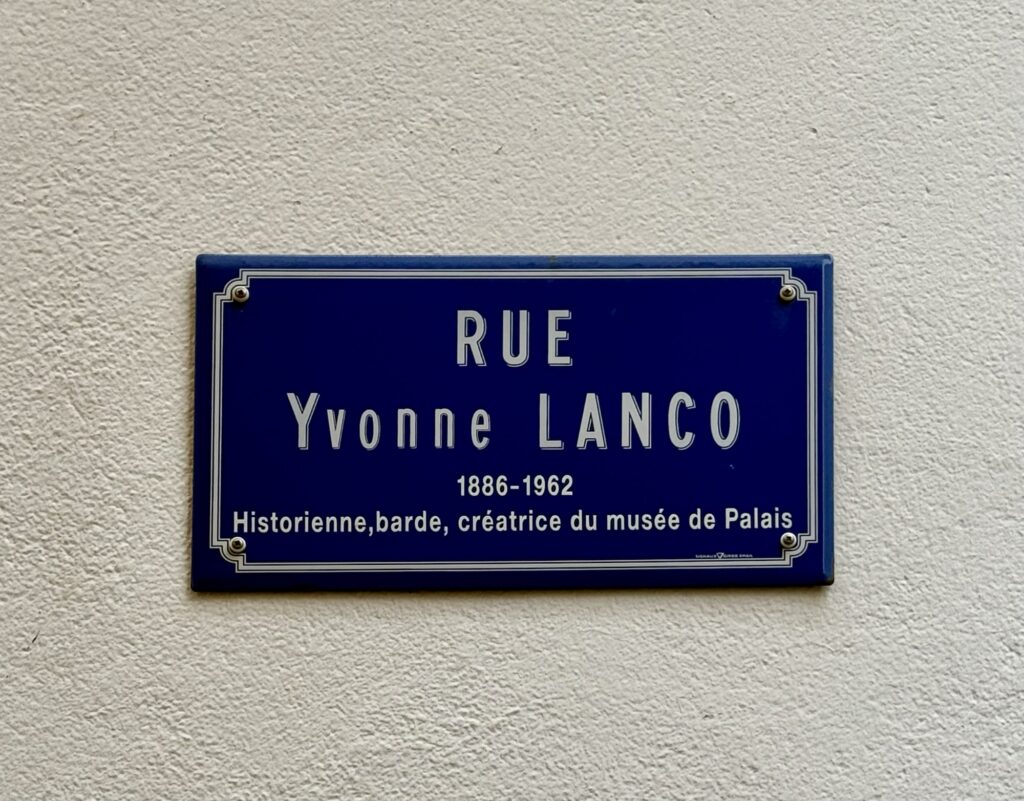 RUE
Yvonne LANCO
1886-1962
Historienne,barde, créatrice du musée de Palais